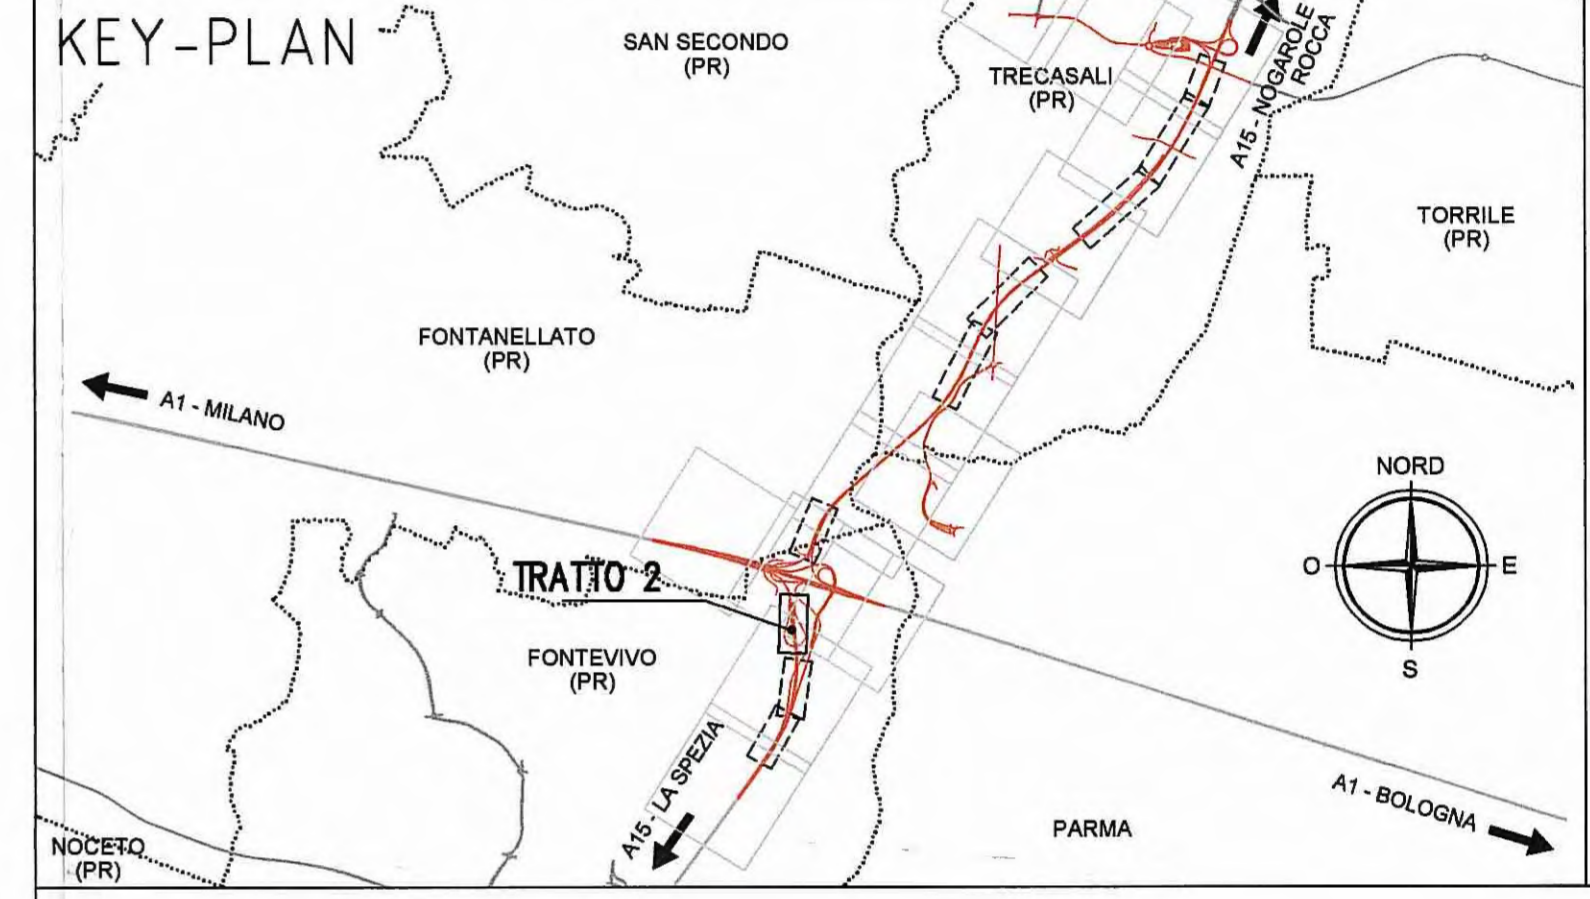 KEY-PLAN
SAN SECONDO
(PR)
TRECASALI
(PR)
A15 - NOGAROLE
ROCCA
TORRILE
(PR)
FONTANELLATO
(PR)
A1 - MILANO
NORD
O
E
S
TRATTO 2
FONTEVIVO
(PR)
A15 - LA SPEZIA
A1 - BOLOGNA
PARMA
NOCETO
(PR)